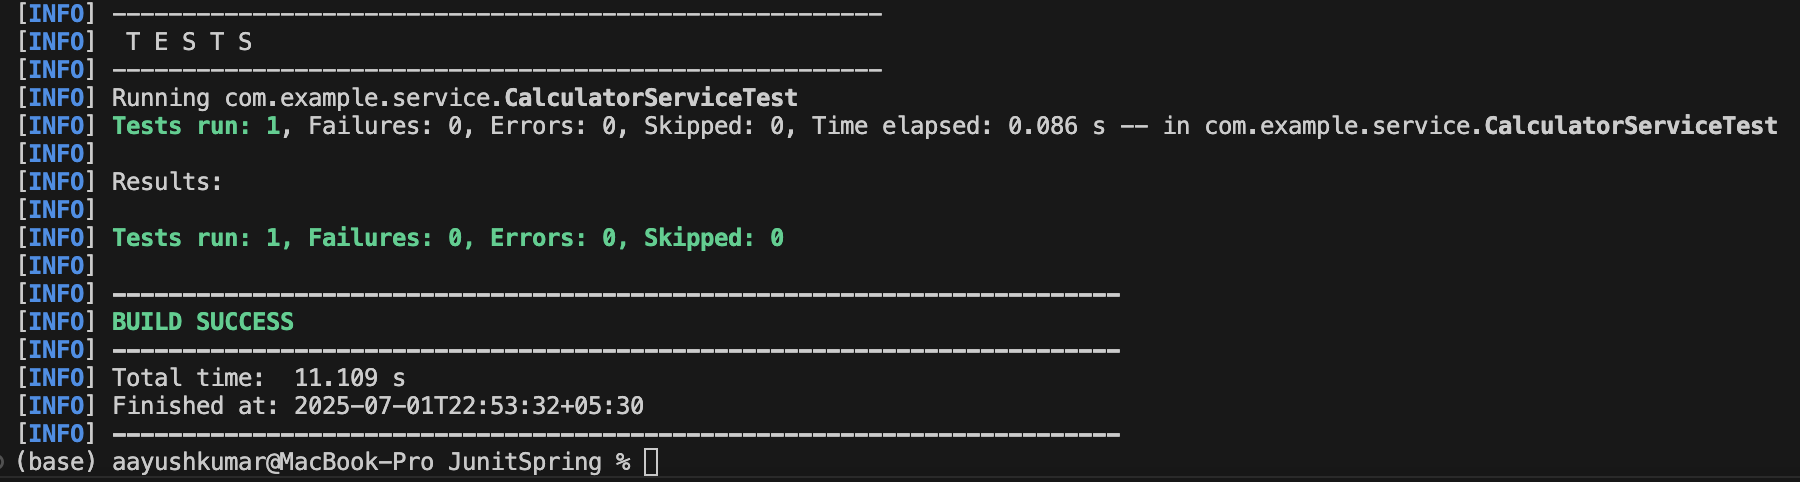 [INFO] -------------------------------------------------------
[INFO]  T E S T S
[INFO] -------------------------------------------------------
[INFO] Running com.example.service.CalculatorServiceTest
[INFO] Tests run: 1, Failures: 0, Errors: 0, Skipped: 0, Time elapsed: 0.086 s -- in com.example.service.CalculatorServiceTest
[INFO]
[INFO] Results:
[INFO]
[INFO] Tests run: 1, Failures: 0, Errors: 0, Skipped: 0
[INFO]
[INFO] ------------------------------------------------------------------------
[INFO] BUILD SUCCESS
[INFO] ------------------------------------------------------------------------
[INFO] Total time:  11.109 s
[INFO] Finished at: 2025-07-01T22:53:32+05:30
[INFO] ------------------------------------------------------------------------
(base) aayushkumar@MacBook-Pro JunitSpring %